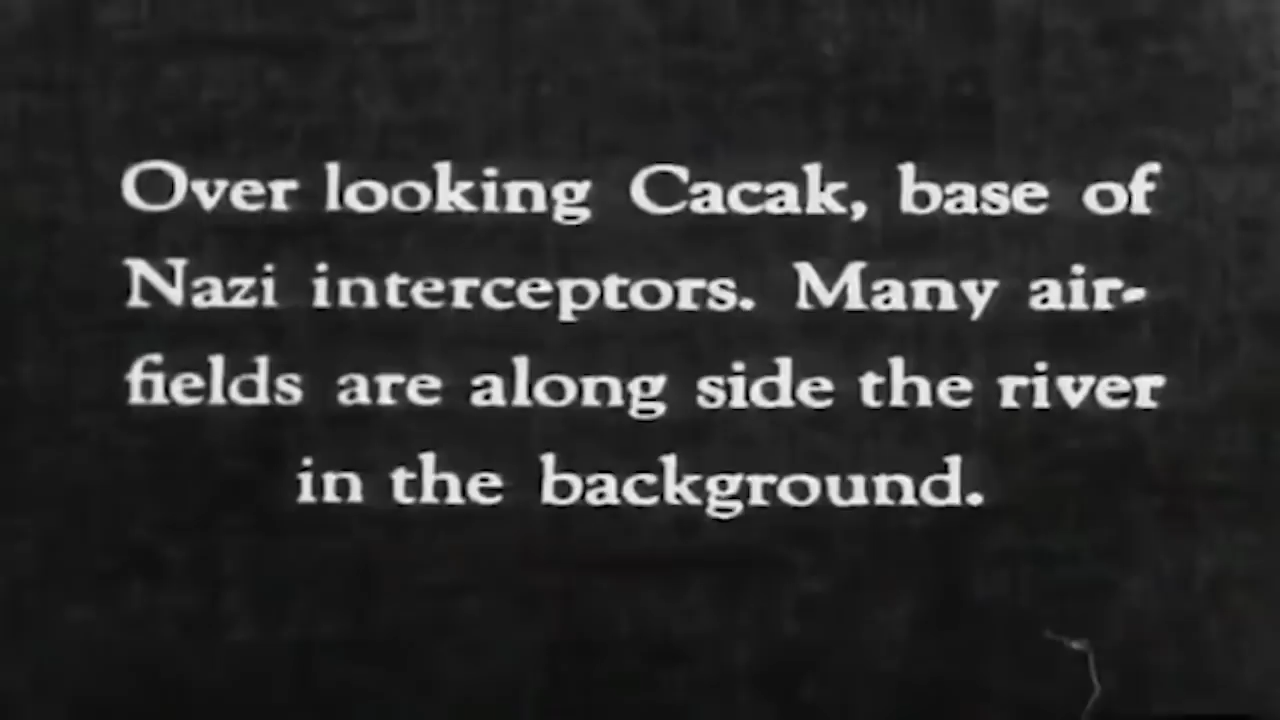 Over looking Cacak, base of
Nazi interceptors. Many air-
fields are along side the river
in the background.